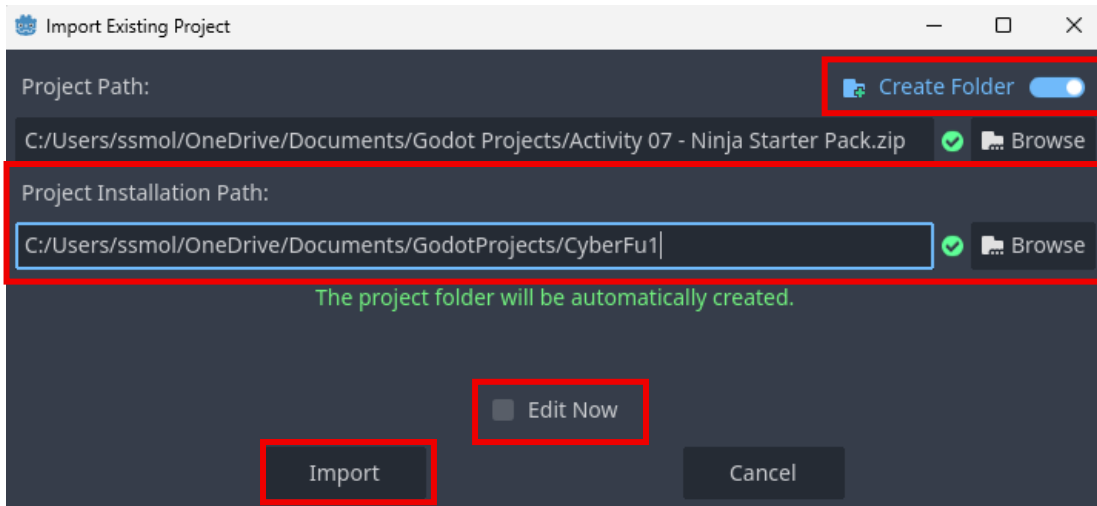 Import Existing Project
Project Path:
Create Folder
C:/Users/ssmol/OneDrive/Documents/Godot Projects/Activity 07 - Ninja Starter Pack.zip
Browse
Project Installation Path:
C:/Users/ssmol/OneDrive/Documents/GodotProjects/CyberFu1
Browse
The project folder will be automatically created.
Edit Now
Import
Cancel